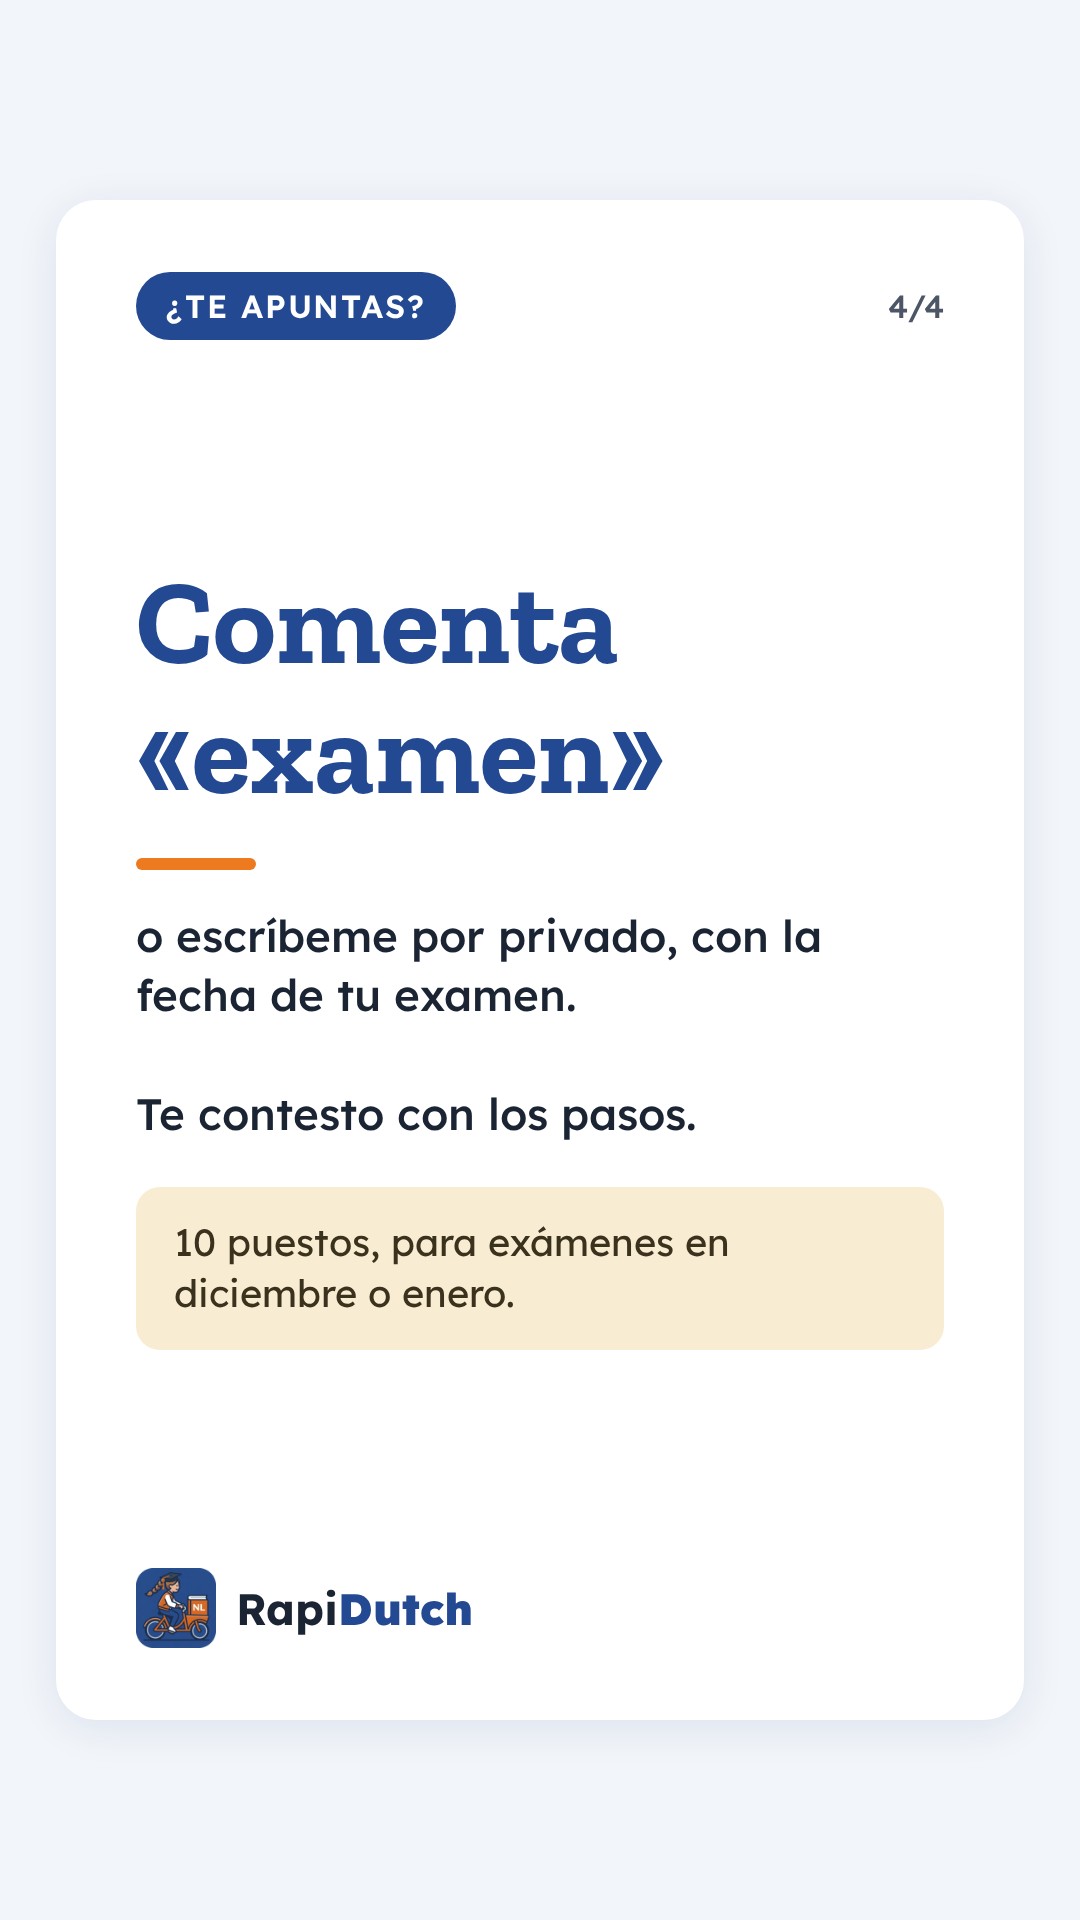 ¿TE APUNTAS?
4/4
Comenta
«examen»
o escríbeme por privado, con la
fecha de tu examen.
Te contesto con los pasos.
10 puestos, para exámenes en
diciembre o enero.
NL
RapiDutch